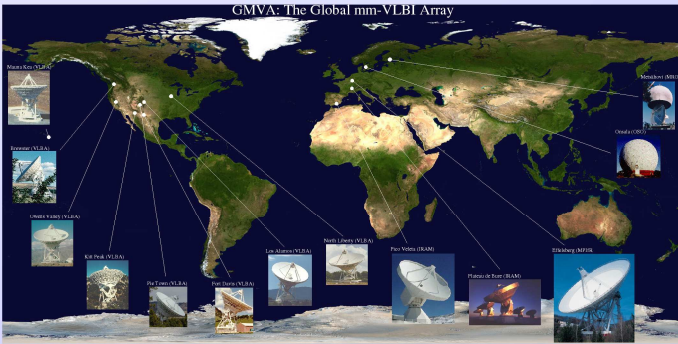 GMVA: The Global mm-VLBI Array
Mauna Kea (VLBA)
Metsähovi (MRO)
Onsala (OSO)
Brewster (VLBA)
Owens Valley (VLBA)
North Liberty (VLBA)
Pico Veleta (IRAM)
Los Alamos (VLBA)
Effelsberg (MPIfR)
Kitt Peak (VLBA)
Plateau de Bure (IRAM)
Pie Town (VLBA)
Fort Davis (VLBA)